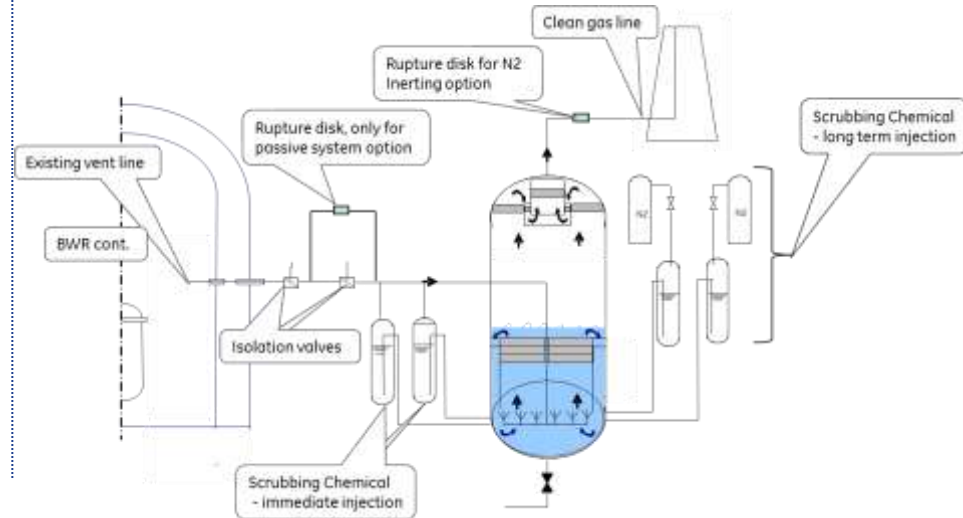 Clean gas line
Rupture disk for N2
Inerting option
Rupture disk, only for
passive system option
Scrubbing Chemical
- long term injection
Existing vent line
BWR cont.
N2
N2
Isolation valves
Scrubbing Chemical
- immediate injection